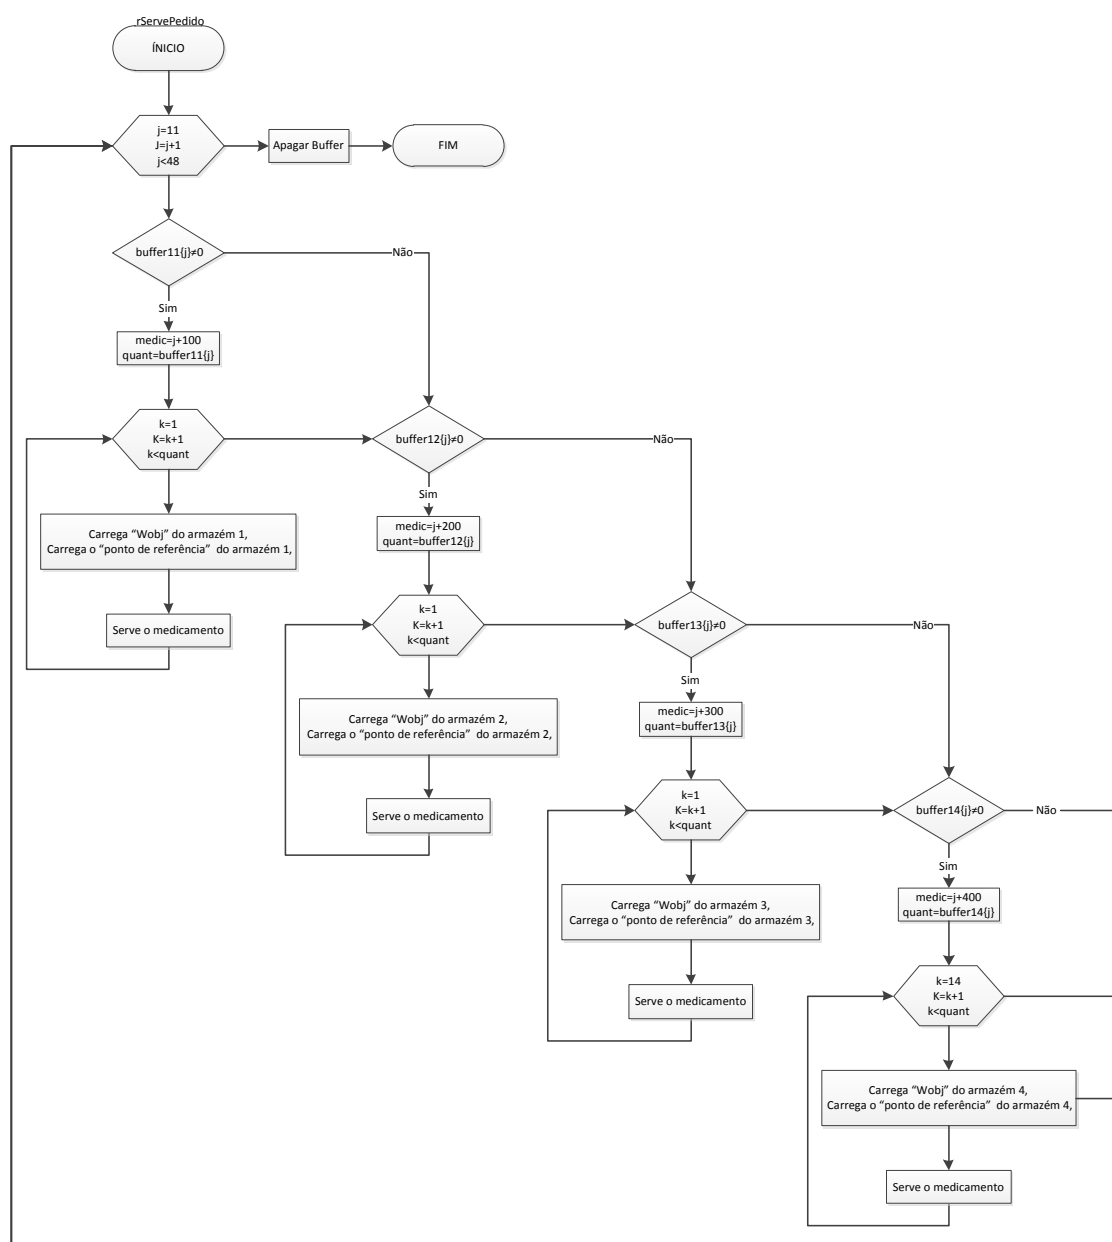 rServePedido
ÍNICIO
j=11
J=j+1
j<48
Apagar Buffer
FIM
buffer11{j}≠0
Não
Sim
medic=j+100
quant=buffer11{j}
k=1
K=k+1
k<quant
buffer12{j}≠0
Não
Sim
Carrega “Wobj” do armazém 1,
Carrega o “ponto de referência” do armazém 1,
medic=j+200
quant=buffer12{j}
Serve o medicamento
k=1
K=k+1
k<quant
buffer13{j}≠0
Não
Sim
Carrega “Wobj” do armazém 2,
Carrega o “ponto de referência” do armazém 2,
medic=j+300
quant=buffer13{j}
Serve o medicamento
k=1
K=k+1
k<quant
buffer14{j}≠0
Não
Sim
Carrega “Wobj” do armazém 3,
Carrega o “ponto de referência” do armazém 3,
medic=j+400
quant=buffer14{j}
Serve o medicamento
k=14
K=k+1
k<quant
Carrega “Wobj” do armazém 4,
Carrega o “ponto de referência” do armazém 4,
Serve o medicamento